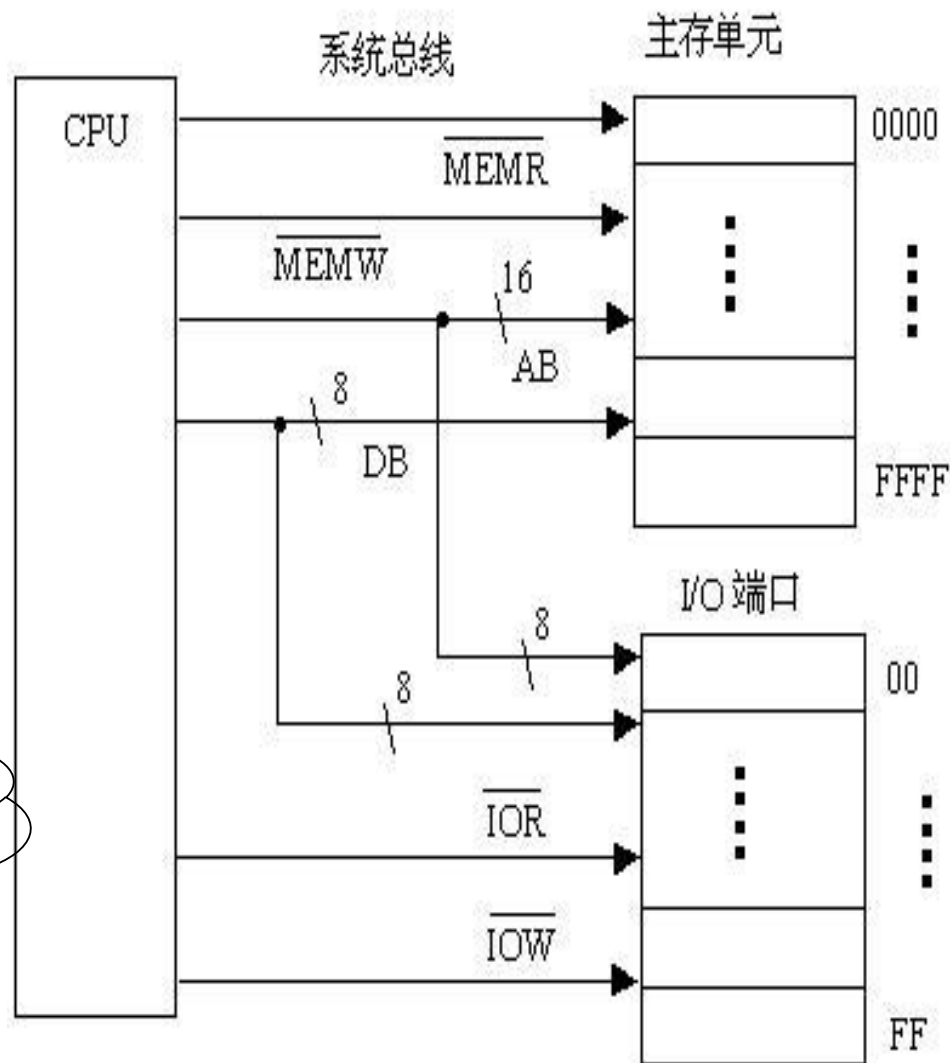 系统总线
主存单元
CPU
0000
MEMR
MEMW
16
AB
8
DB
FFFF
I/O 端口
8
00
8
IOR
IOW
FF